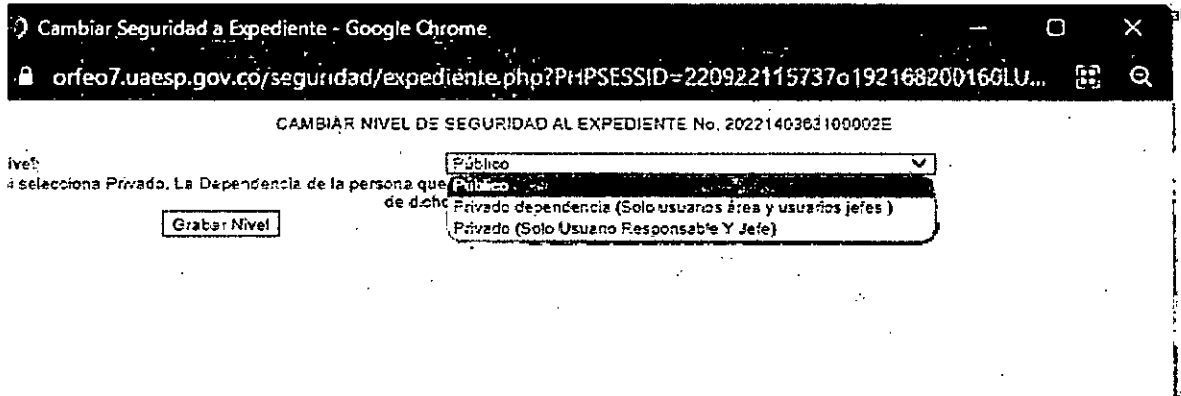 Cambiar Seguridad a Expediente - Google Chrome
orfeo7.uaesp.gov.co/seguridad/expediente.php?PHPSESSID=220922115737o192168200160LU...
CAMBIAR NIVEL DE SEGURIDAD AL EXPEDIENTE No. 2022140363100002E
ivel:
Público
selecciona Privado, La Dependencia de la persona que
Público
de dicho
Privado dependencia (Solo usuarios área y usuarios jefes )
Grabar Nivel
Privado (Solo Usuario Responsable Y Jefe)